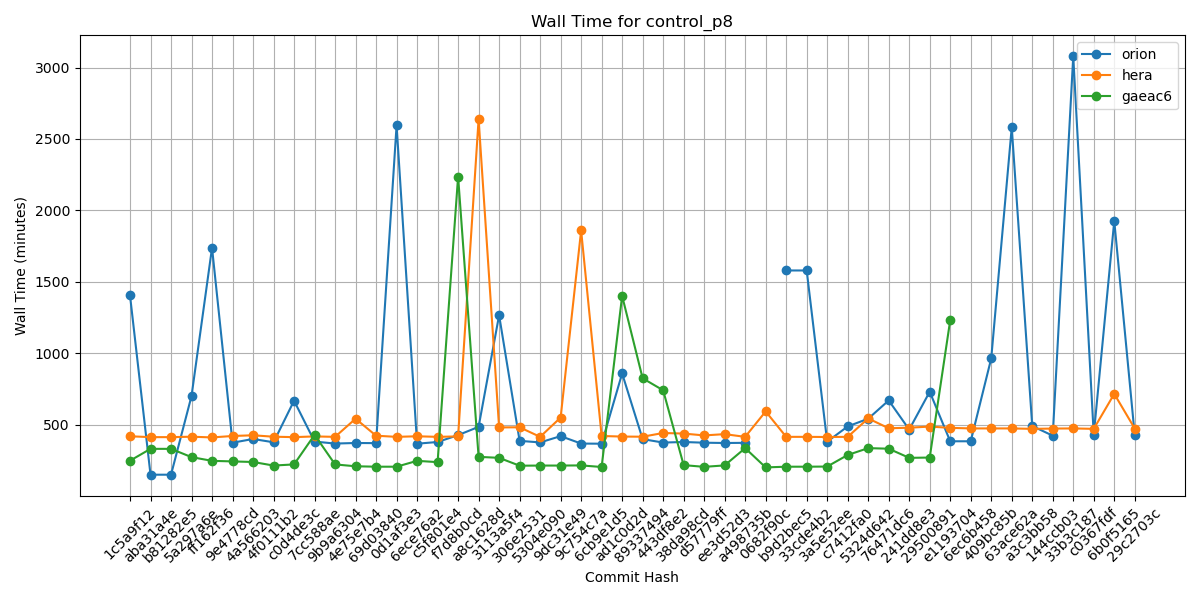 Wall Time for control_p8
orion
hera
gaeac6
3000
2500
2000
1500
1000
500
Wall Time (minutes)
1c5a9f12
aba311a4e
b81282e5
5a297a6e
ff162f36
9e4778cd
4a566203
4f0111b2
c0d4de3c
7cc588ae
9b9a6304
4e75e7b4
69d03840
0d1af3e3
6ece76a2
c5f801e4
f7d8b0cd
a8c1628d
3113a5f4
306e2531
5304e090
9dc31e49
9c754c7a
6cb9e1d5
ad1c0d2d
89337494
443df8e2
38da98cd
d57779ff
ee3d52d3
a498735b
0682f90c
b9d2bec5
33cde4b2
3a5e52ee
c7412fa0
5324d642
76471dc6
241dd8e3
29500891
e1193704
6ec6b458
409bc85b
63ace62a
a3c3bb58
144ccb03
33b3c187
c0367fdf
6b0f5165
29c2703c
Commit Hash